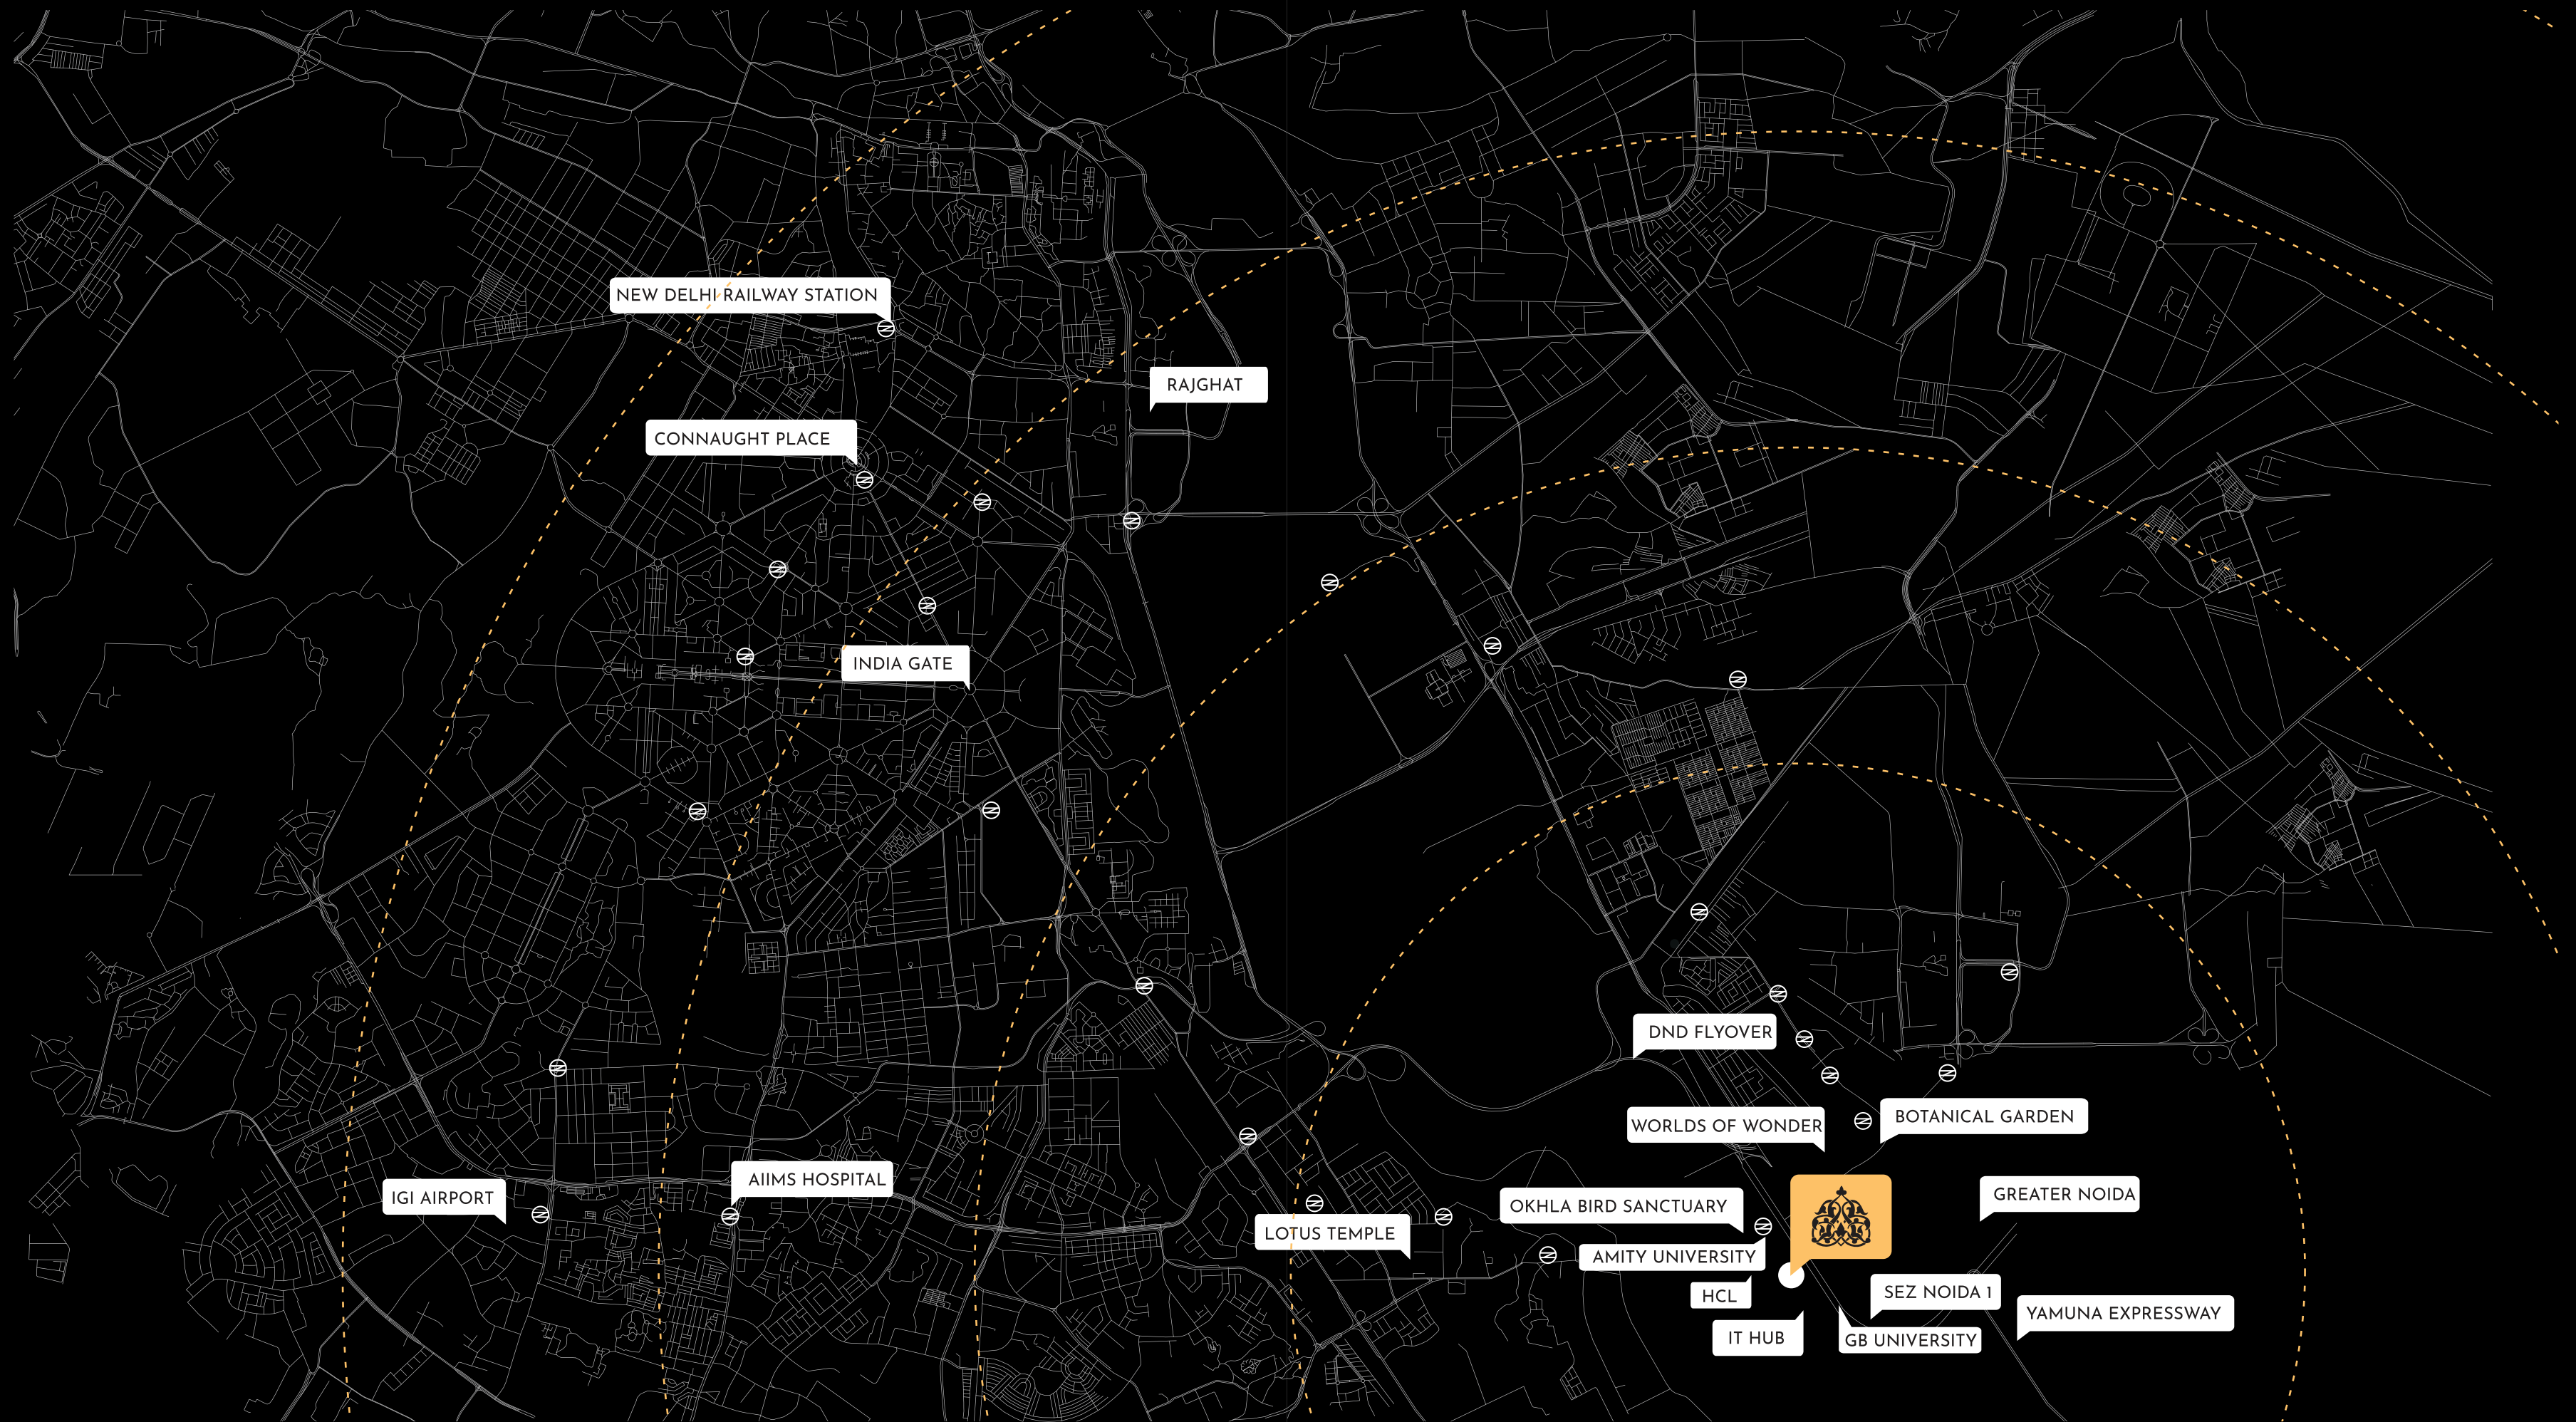 NEW DELHI RAILWAY STATION
RAJGHAT
CONNAUGHT PLACE
INDIA GATE
DND FLYOVER
WORLDS OF WONDER
BOTANICAL GARDEN
IGI AIRPORT
AIIMS HOSPITAL
OKHLA BIRD SANCTUARY
GREATER NOIDA
LOTUS TEMPLE
AMITY UNIVERSITY
HCL
SEZ NOIDA 1
YAMUNA EXPRESSWAY
IT HUB
GB UNIVERSITY